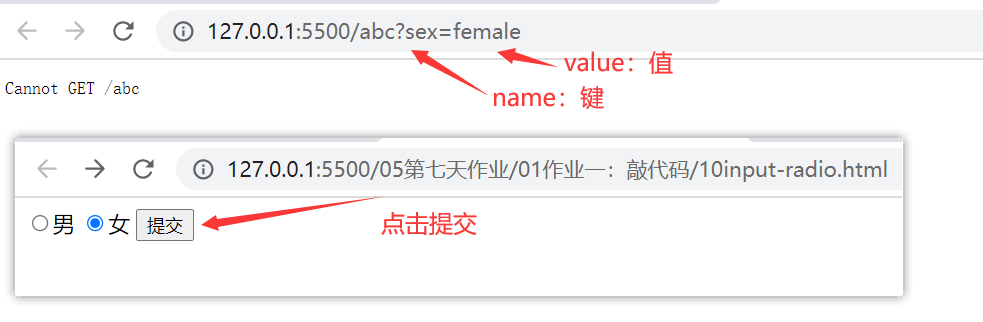 127.0.0.1:5500/abc?sex=female
value：值
name：键
Cannot GET /abc
127.0.0.1:5500/05第七天作业/01作业一：敲代码/10input-radio.html
男 女 提交
点击提交